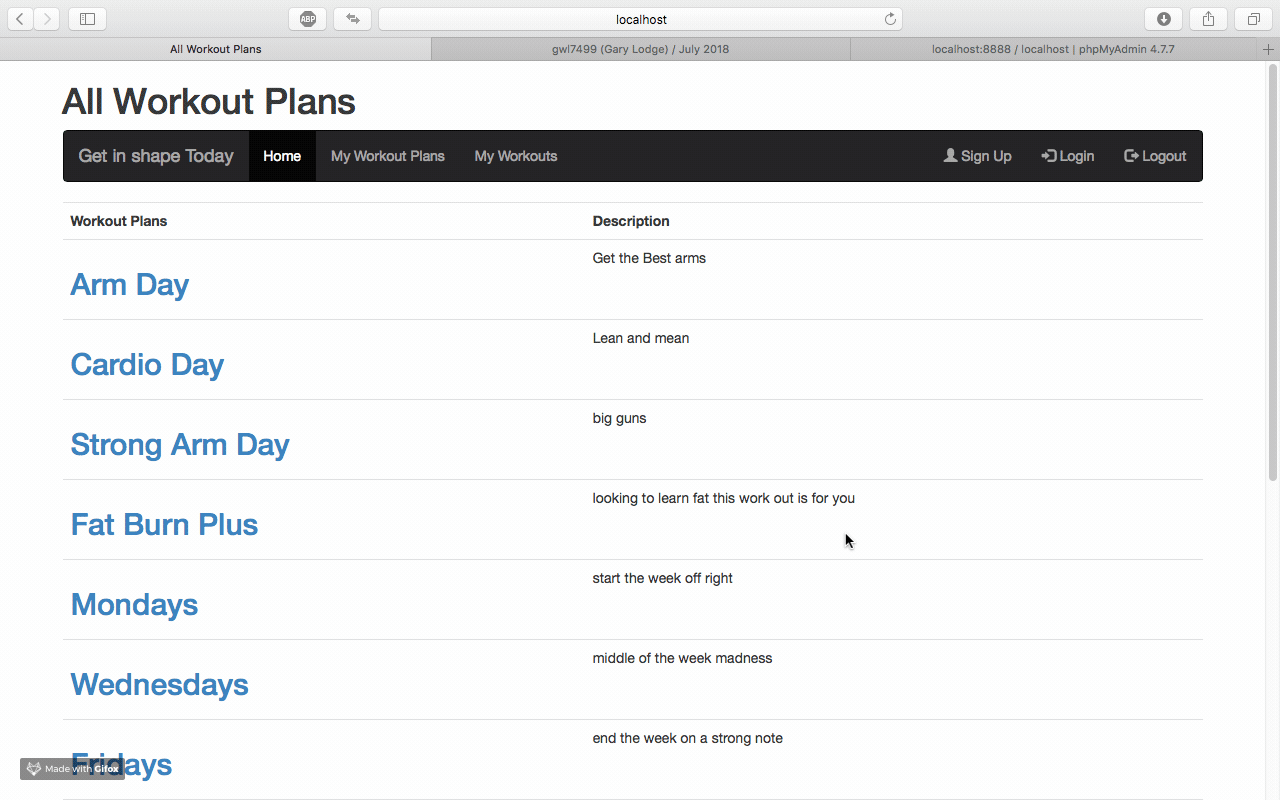 ABP
localhost
All Workout Plans
gwl7499 (Gary Lodge) / July 2018
localhost:8888 / localhost | phpMyAdmin 4.7.7
All Workout Plans
Get in shape Today
Home
My Workout Plans
My Workouts
Sign Up
Login
Logout
Workout Plans
Description
Arm Day
Get the Best arms
Cardio Day
Lean and mean
Strong Arm Day
big guns
Fat Burn Plus
looking to learn fat this work out is for you
Mondays
start the week off right
Wednesdays
middle of the week madness
Fridays
end the week on a strong note
Made with Gifox